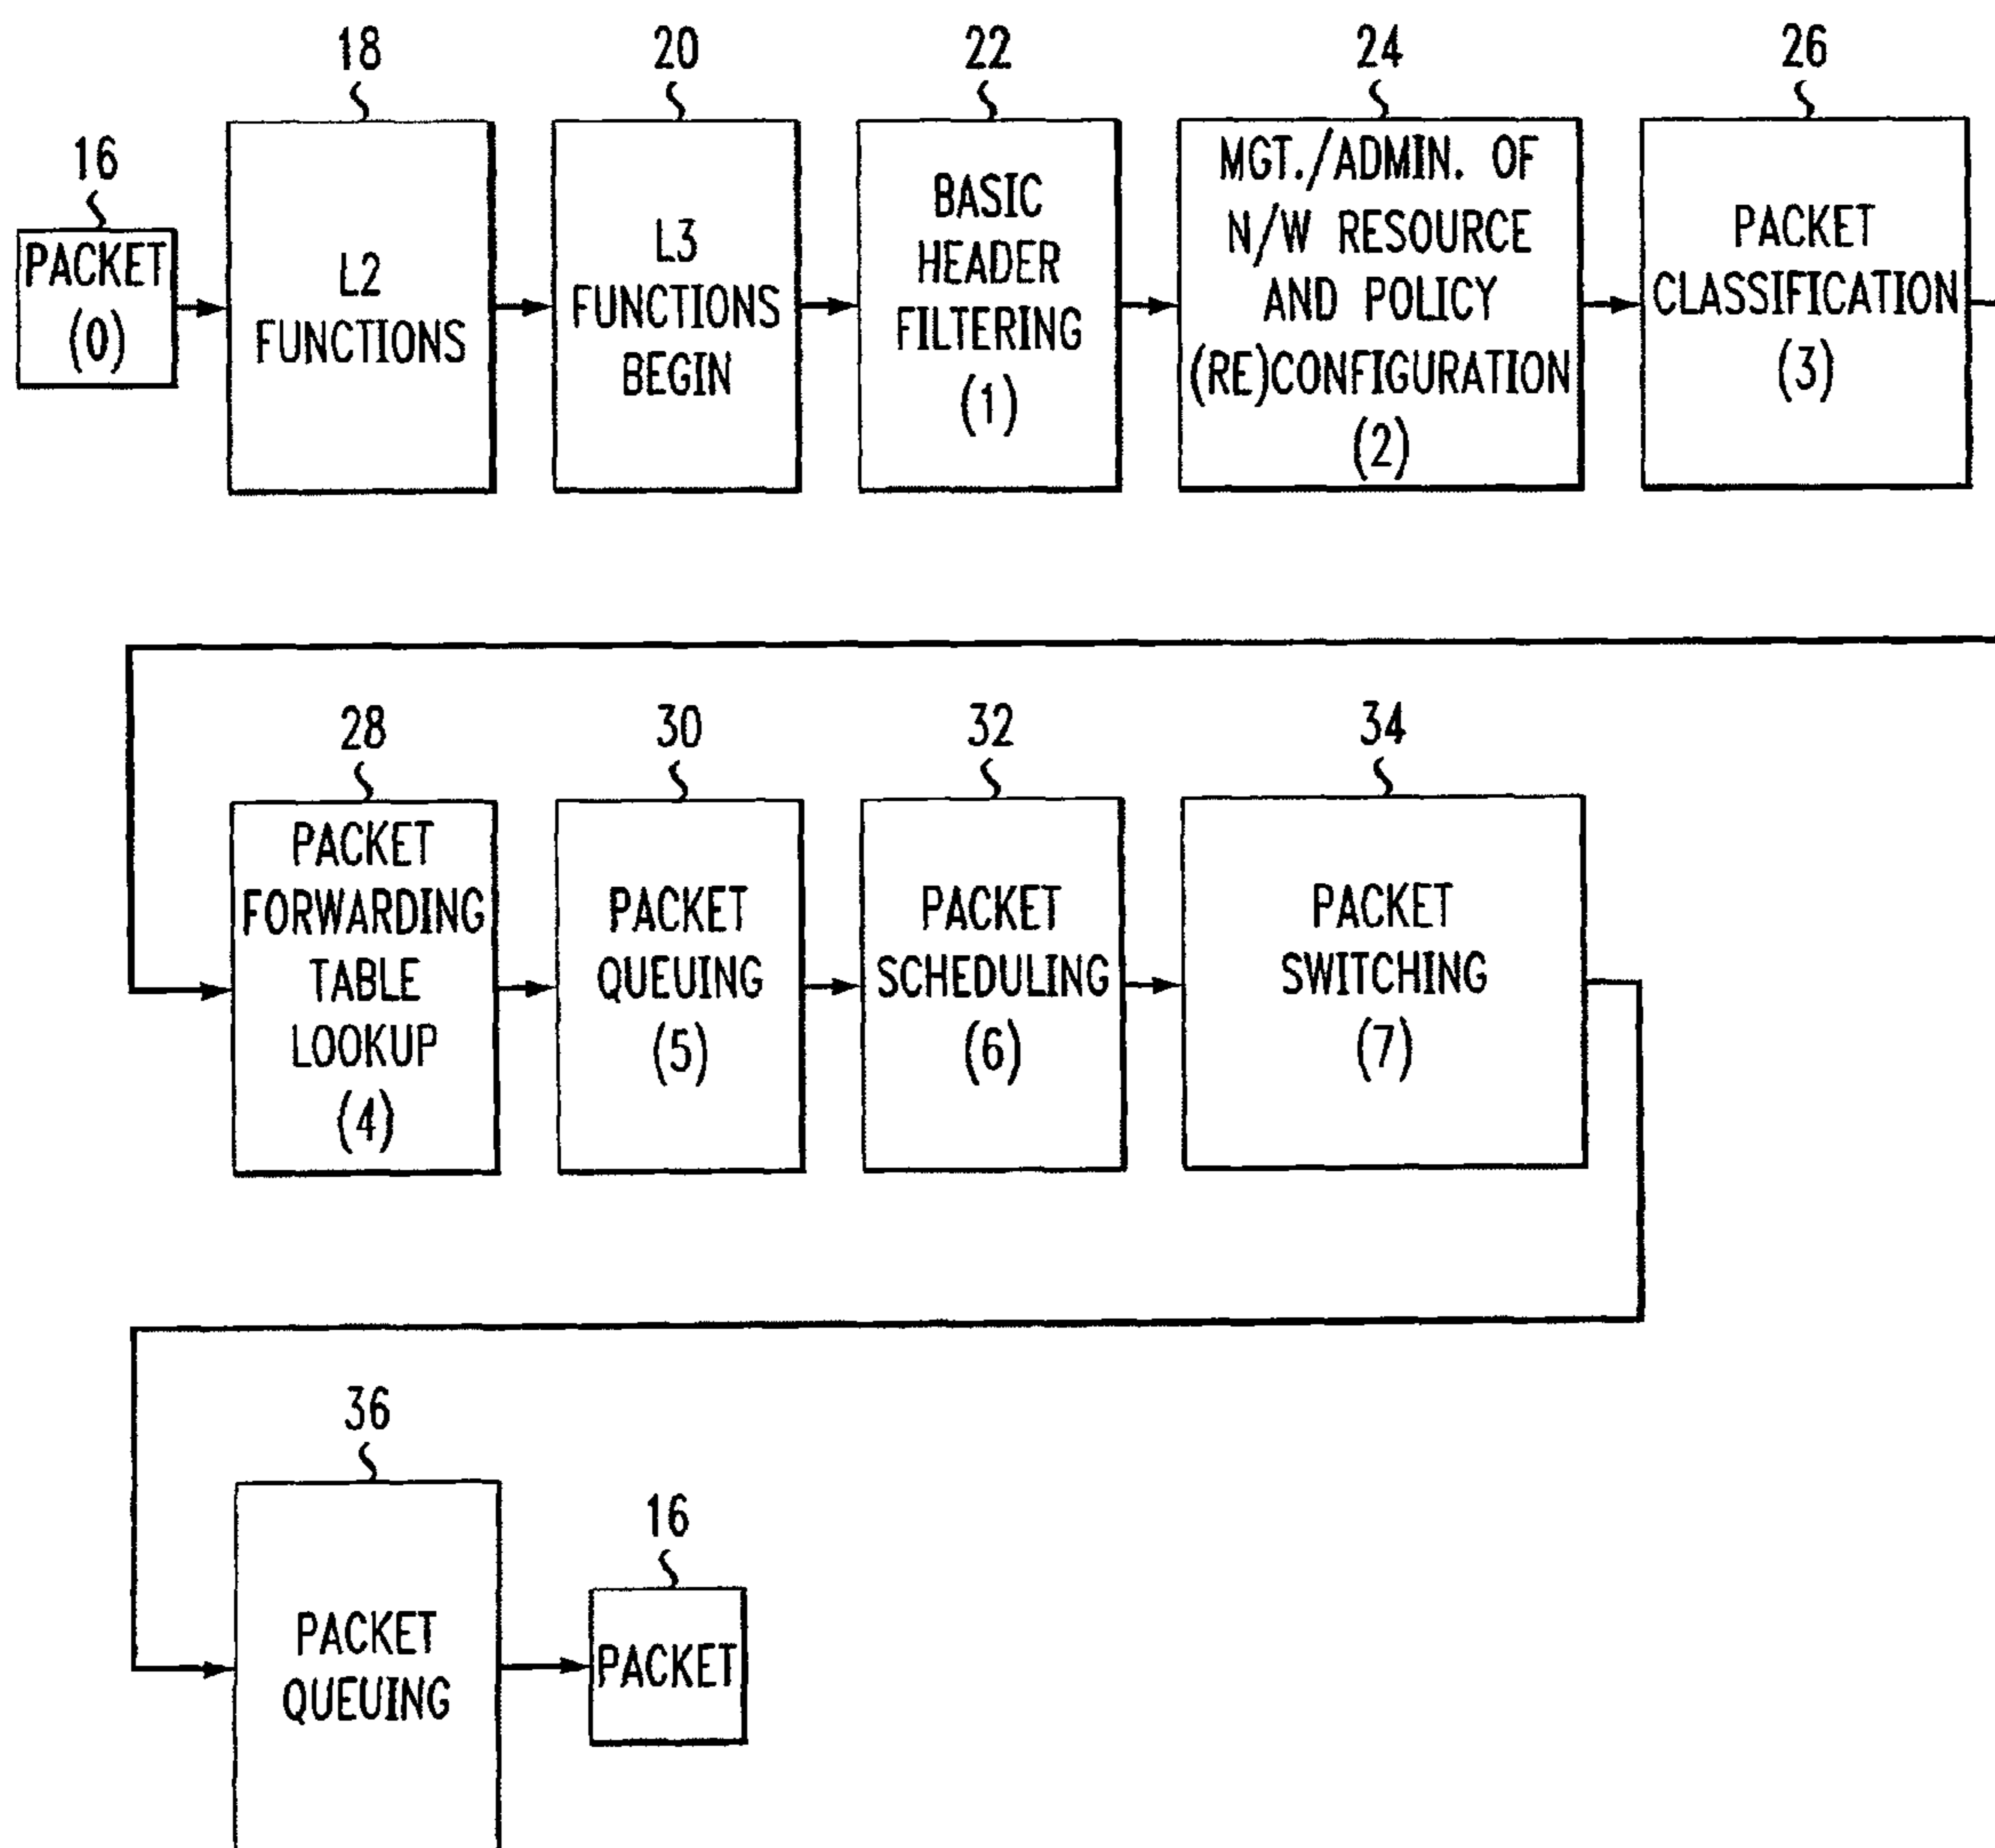 18
20
22
24
26
16
PACKET
(0)
L2
FUNCTIONS
L3
FUNCTIONS
BEGIN
BASIC
HEADER
FILTERING
(1)
MGT./ADMIN. OF
N/W RESOURCE
AND POLICY
(RE)CONFIGURATION
(2)
PACKET
CLASSIFICATION
(3)
28
30
32
34
PACKET
FORWARDING
TABLE
LOOKUP
(4)
PACKET
QUEUING
(5)
PACKET
SCHEDULING
(6)
PACKET
SWITCHING
(7)
36
16
PACKET
QUEUING
PACKET